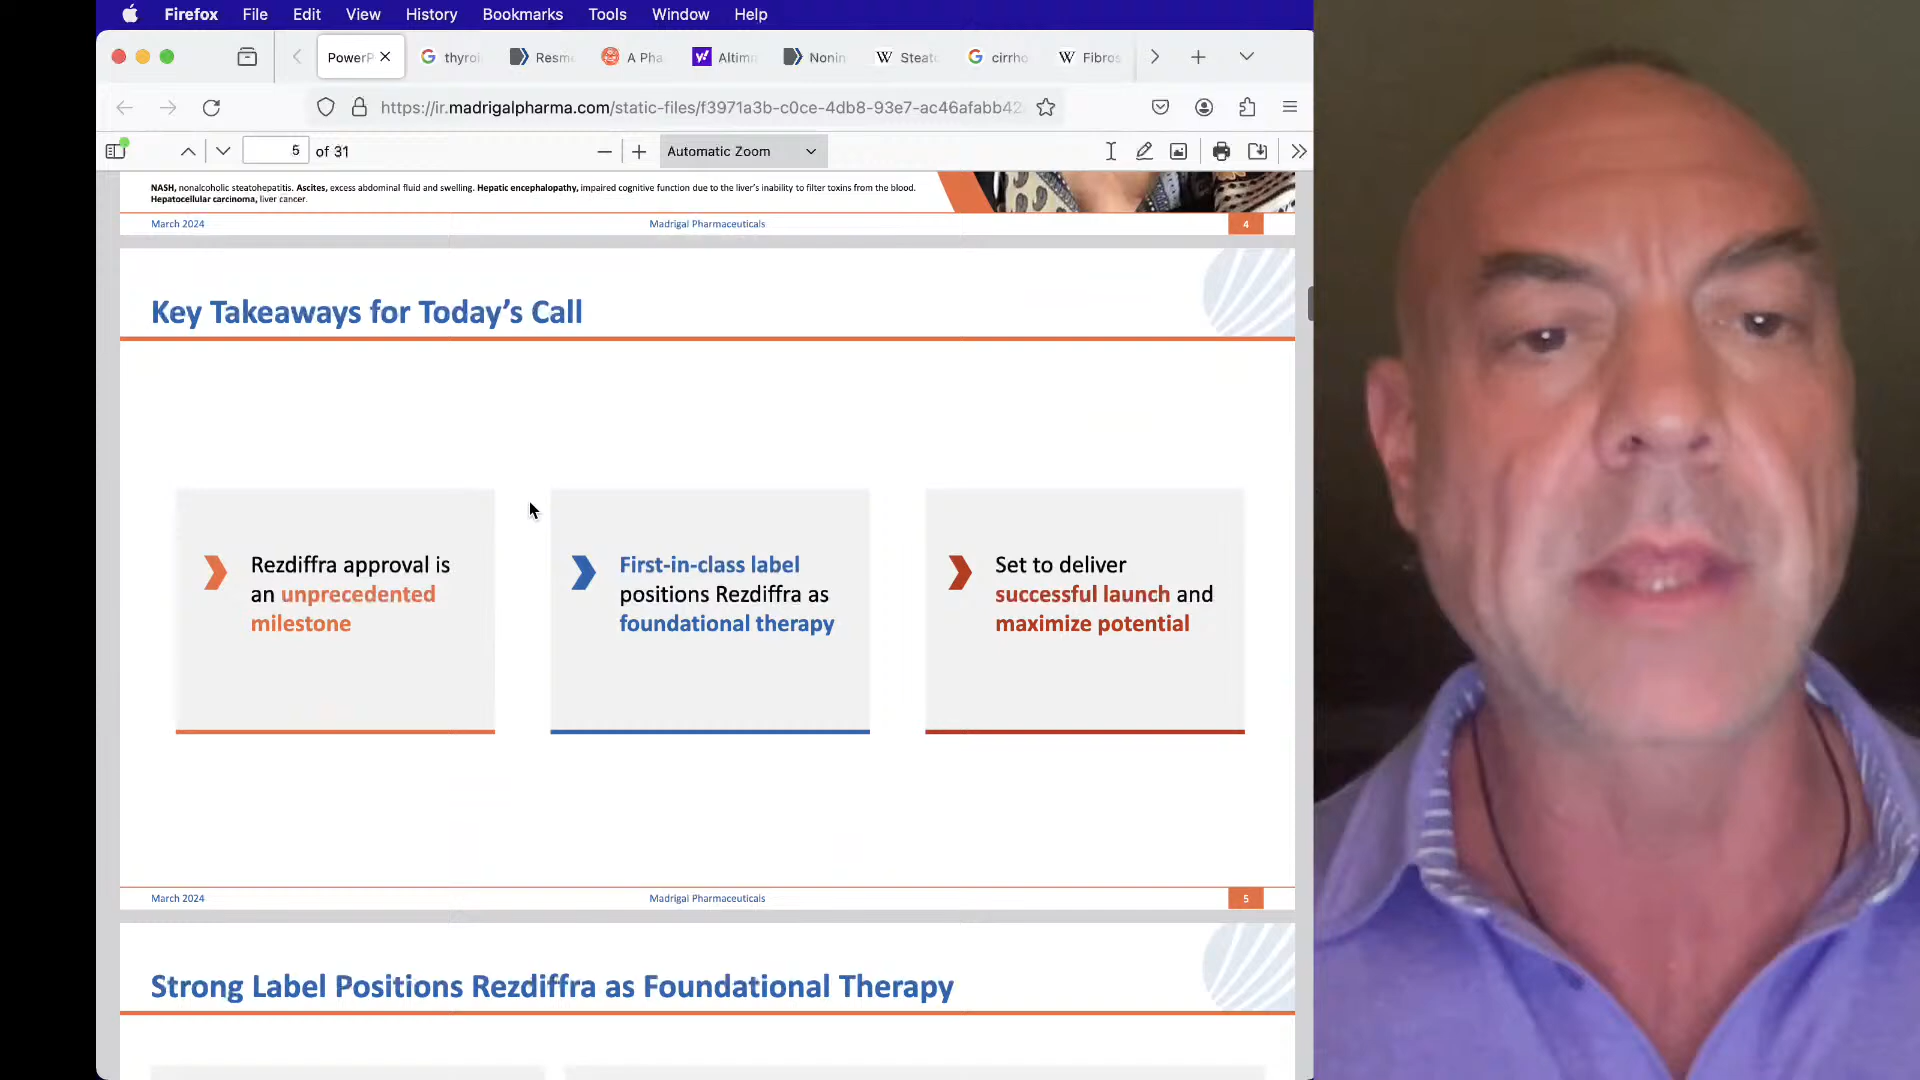 Firefox File Edit View History Bookmarks Tools Window Help
PowerP thyroi Resme A Pha Altimm Nonin Steato cirrho Fibros
https://ir.madrigalpharma.com/static-files/f3971a3b-c0ce-4db8-93e7-ac46afabb42
5 of 31 Automatic Zoom
NASH, nonalcoholic steatohepatitis. Ascites, excess abdominal fluid and swelling. Hepatic encephalopathy, impaired cognitive function due to the liver's inability to filter toxins from the blood.
Hepatocellular carcinoma, liver cancer.
March 2024 Madrigal Pharmaceuticals 4
Key Takeaways for Today's Call
Rezdiffra approval is
an unprecedented
milestone
First-in-class label
positions Rezdiffra as
foundational therapy
Set to deliver
successful launch and
maximize potential
March 2024 Madrigal Pharmaceuticals 5
Strong Label Positions Rezdiffra as Foundational Therapy